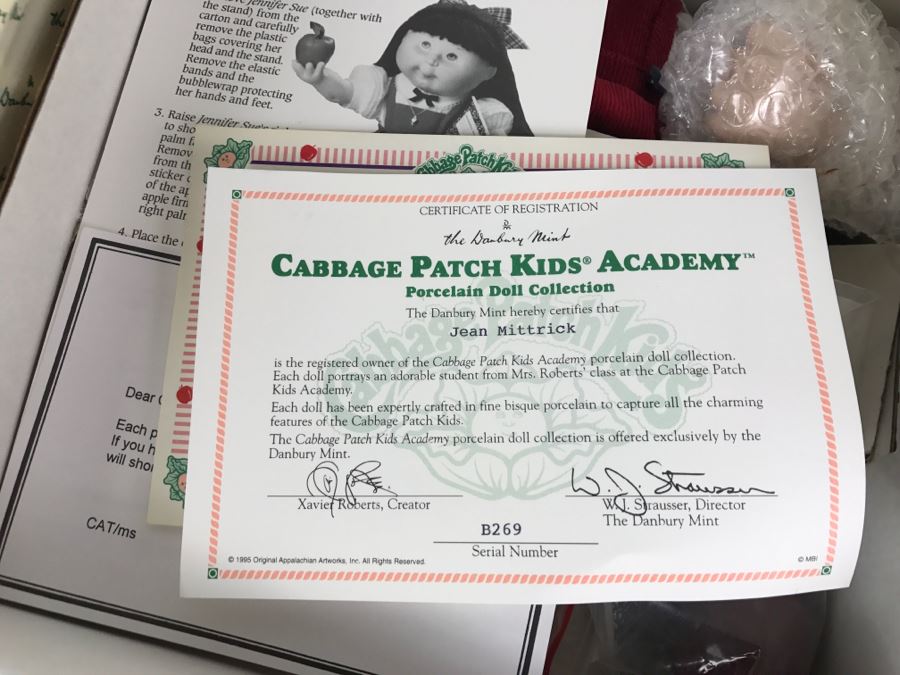 Jennifer Sue (together with
the stand) from the
carton and carefully
remove the plastic
bags covering her
head and the stand.
Remove the elastic
bands and the
bubblewrap protecting
her hands and feet.
3. Raise Jennifer Sue's
to sho
palm f
Remov
from th
sticker
of the ap
apple firm
right palm
4. Place the
Cabbage Patch
CERTIFICATE OF REGISTRATION
the Danbury Mint
CABBAGE PATCH KIDS® ACADEMY™
Porcelain Doll Collection
The Danbury Mint hereby certifies that
Jean Mittrick
is the registered owner of the Cabbage Patch Kids Academy porcelain doll collection.
Each doll portrays an adorable student from Mrs. Roberts' class at the Cabbage Patch
Kids Academy.
Each doll has been expertly crafted in fine bisque porcelain to capture all the charming
features of the Cabbage Patch Kids.
The Cabbage Patch Kids Academy porcelain doll collection is offered exclusively by the
Danbury Mint.
Cabbage Patch Kids
W. J. Strausser
Xavier Roberts, Creator
W.J. Strausser, Director
The Danbury Mint
B269
Serial Number
© 1995 Original Appalachian Artworks, Inc. All Rights Reserved.
© MBI
Dear
Each p
If you h
will shoi
CAT/ms